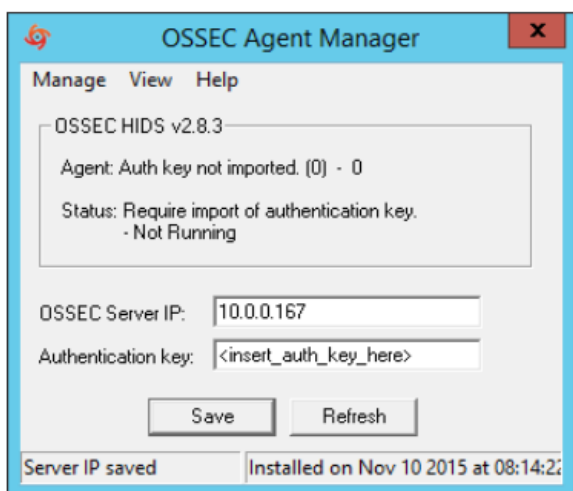 OSSEC Agent Manager
x
Manage View Help
OSSEC HIDS v2.8.3
Agent: Auth key not imported. (0) - 0
Status: Require import of authentication key.
- Not Running
OSSEC Server IP: 10.0.0.167
Authentication key: <insert_auth_key_here>
Save Refresh
Server IP saved Installed on Nov 10 2015 at 08:14:22